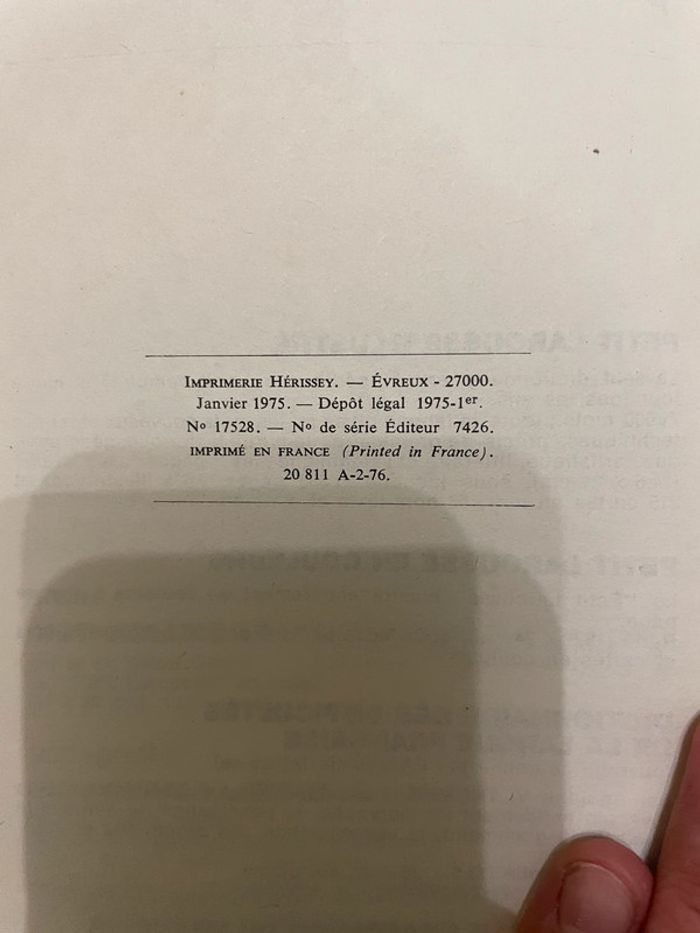 IMPRIMERIE HÉRISSEY. — ÉVREUX - 27000.
Janvier 1975. — Dépôt légal 1975-1er.
No 17528. — No de série Éditeur 7426.
IMPRIMÉ EN FRANCE (Printed in France).
20 811 A-2-76.